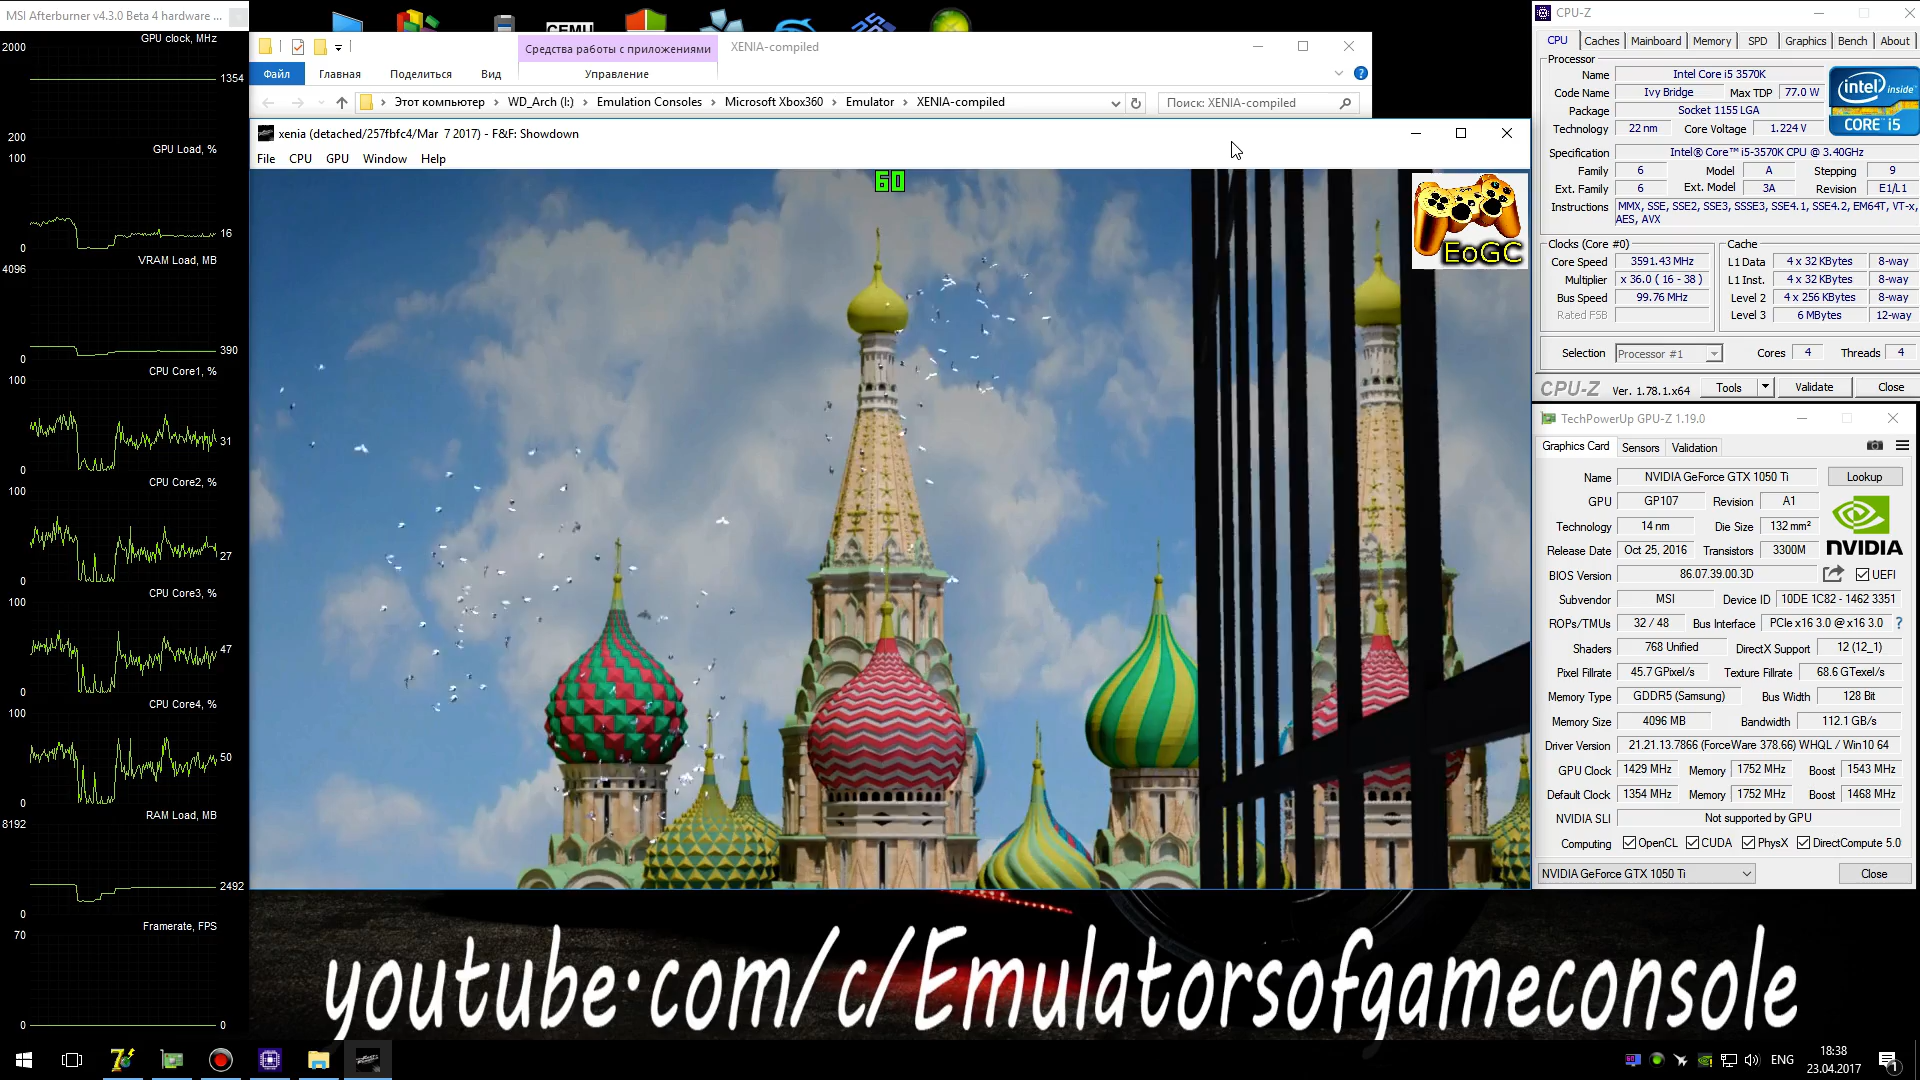 MSI Afterburner v4.3.0 Beta 4 hardware ...
GPU clock, MHz
2000
1354
200
GPU Load, %
100
16
0
VRAM Load, MB
4096
390
0
CPU Core1, %
100
31
0
CPU Core2, %
100
27
0
CPU Core3, %
100
47
0
CPU Core4, %
100
50
0
RAM Load, MB
8192
2492
0
Framerate, FPS
70
0
0
CEMU
Средства работы с приложениями
XENIA-compiled
Файл
Главная
Поделиться
Вид
Управление
Этот компьютер
WD_Arch (I:)
Emulation Consoles
Microsoft Xbox360
Emulator
XENIA-compiled
Поиск: XENIA-compiled
xenia (detached/257fbfc4/Mar 7 2017) - F&F: Showdown
File CPU GPU Window Help
60
EoGC
CPU-Z
CPU Caches Mainboard Memory SPD Graphics Bench About
Processor
Name Intel Core i5 3570K
Code Name Ivy Bridge Max TDP 77.0 W
Package Socket 1155 LGA
Technology 22 nm Core Voltage 1.224 V
intel inside™
CORE i5
Specification Intel® Core™ i5-3570K CPU @ 3.40GHz
Family 6 Model A Stepping 9
Ext. Family 6 Ext. Model 3A Revision E1/L1
Instructions MMX, SSE, SSE2, SSE3, SSSE3, SSE4.1, SSE4.2, EM64T, VT-x,
AES, AVX
Clocks (Core #0)
Core Speed 3591.43 MHz
Multiplier x 36.0 ( 16 - 38 )
Bus Speed 99.76 MHz
Rated FSB
Cache
L1 Data 4 x 32 KBytes 8-way
L1 Inst. 4 x 32 KBytes 8-way
Level 2 4 x 256 KBytes 8-way
Level 3 6 MBytes 12-way
Selection Processor #1 Cores 4 Threads 4
CPU-Z Ver. 1.78.1.x64 Tools Validate Close
TechPowerUp GPU-Z 1.19.0
Graphics Card Sensors Validation
Name NVIDIA GeForce GTX 1050 Ti Lookup
GPU GP107 Revision A1
Technology 14 nm Die Size 132 mm²
Release Date Oct 25, 2016 Transistors 3300M
NVIDIA
BIOS Version 86.07.39.00.3D UEFI
Subvendor MSI Device ID 10DE 1C82 - 1462 3351
ROPs/TMUs 32 / 48 Bus Interface PCIe x16 3.0 @ x16 3.0 ?
Shaders 768 Unified DirectX Support 12 (12_1)
Pixel Fillrate 45.7 GPixel/s Texture Fillrate 68.6 GTexel/s
Memory Type GDDR5 (Samsung) Bus Width 128 Bit
Memory Size 4096 MB Bandwidth 112.1 GB/s
Driver Version 21.21.13.7866 (ForceWare 378.66) WHQL / Win10 64
GPU Clock 1429 MHz Memory 1752 MHz Boost 1543 MHz
Default Clock 1354 MHz Memory 1752 MHz Boost 1468 MHz
NVIDIA SLI Not supported by GPU
Computing OpenCL CUDA PhysX DirectCompute 5.0
NVIDIA GeForce GTX 1050 Ti Close
youtube.com/c/Emulatorsofgameconsole
ENG
18:38
23.04.2017
1